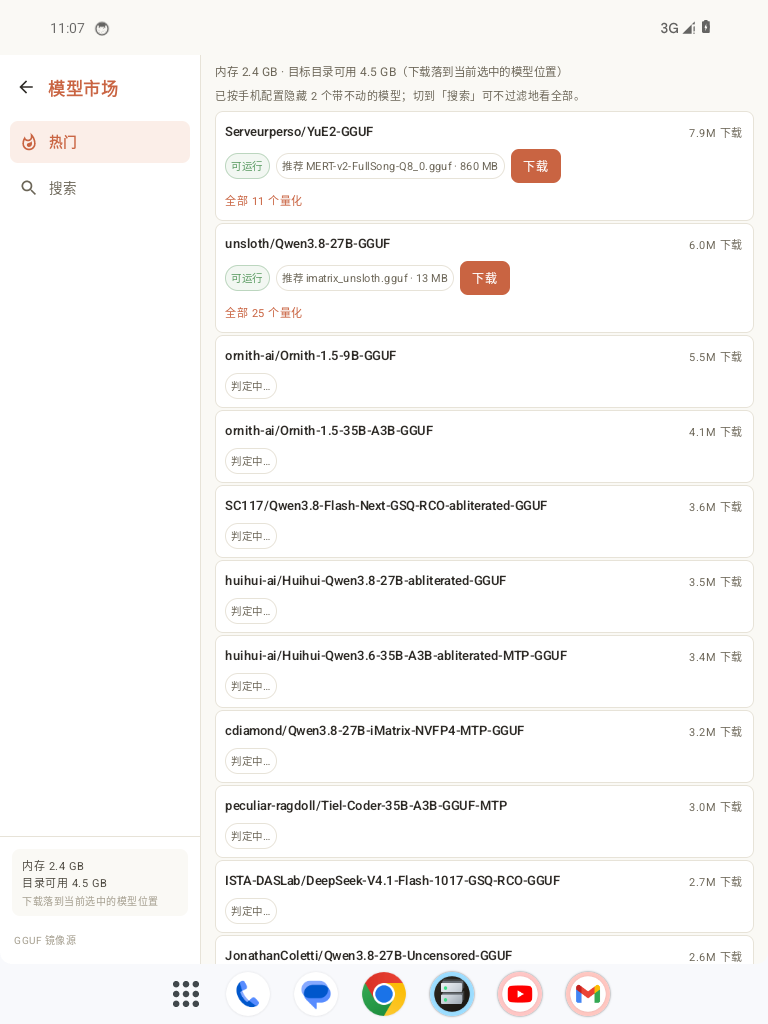 11:07
3G
模型市场
热门
搜索
内存 2.4 GB · 目标目录可用 4.5 GB（下载落到当前选中的模型位置）
已按手机配置隐藏 2 个带不动的模型；切到「搜索」可不过滤地看全部。
Serveurperso/YuE2-GGUF
7.9M 下载
可运行
推荐 MERT-v2-FullSong-Q8_0.gguf · 860 MB
下载
全部 11 个量化
unsloth/Qwen3.8-27B-GGUF
6.0M 下载
可运行
推荐 imatrix_unsloth.gguf · 13 MB
下载
全部 25 个量化
ornith-ai/Ornith-1.5-9B-GGUF
5.5M 下载
判定中…
ornith-ai/Ornith-1.5-35B-A3B-GGUF
4.1M 下载
判定中…
SC117/Qwen3.8-Flash-Next-GSQ-RCO-abliterated-GGUF
3.6M 下载
判定中…
huihui-ai/Huihui-Qwen3.8-27B-abliterated-GGUF
3.5M 下载
判定中…
huihui-ai/Huihui-Qwen3.6-35B-A3B-abliterated-MTP-GGUF
3.4M 下载
判定中…
cdiamond/Qwen3.8-27B-iMatrix-NVFP4-MTP-GGUF
3.2M 下载
判定中…
peculiar-ragdoll/Tiel-Coder-35B-A3B-GGUF-MTP
3.0M 下载
判定中…
ISTA-DASLab/DeepSeek-V4.1-Flash-1017-GSQ-RCO-GGUF
2.7M 下载
判定中…
JonathanColetti/Qwen3.8-27B-Uncensored-GGUF
2.6M 下载
内存 2.4 GB
目录可用 4.5 GB
下载落到当前选中的模型位置
GGUF 镜像源